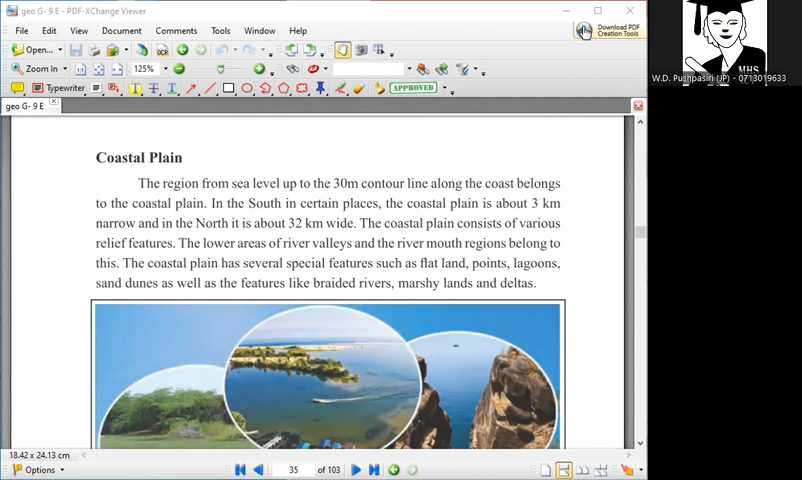 geo G- 9 E - PDF-XChange Viewer
File Edit View Document Comments Tools Window Help
Download PDF Creation Tools
Open...
OCR
Zoom In 125%
Typewriter APPROVED
geo G- 9 E
MHS
W.D. Pushpasiri (JP) - 0713019633
Coastal Plain
The region from sea level up to the 30m contour line along the coast belongs
to the coastal plain. In the South in certain places, the coastal plain is about 3 km
narrow and in the North it is about 32 km wide. The coastal plain consists of various
relief features. The lower areas of river valleys and the river mouth regions belong to
this. The coastal plain has several special features such as flat land, points, lagoons,
sand dunes as well as the features like braided rivers, marshy lands and deltas.
18.42 x 24.13 cm
Options 35 of 103